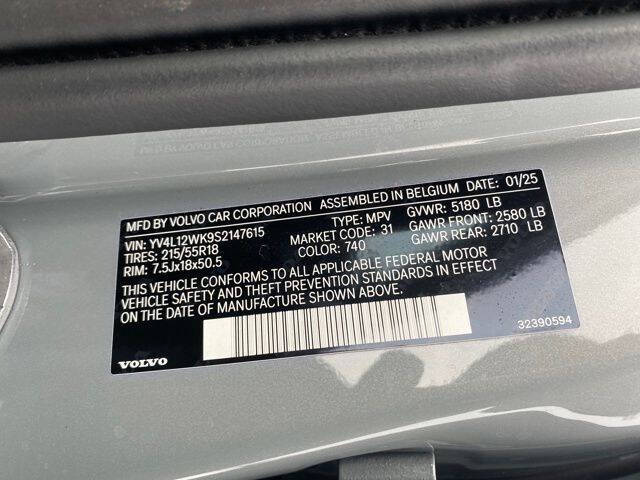 MFD BY VOLVO CAR CORPORATION ASSEMBLED IN BELGIUM DATE: 01/25
VIN: YV4L12WK9S2147615 TYPE: MPV GVWR: 5180 LB
TIRES: 215/55R18 MARKET CODE: 31 GAWR FRONT: 2580 LB
RIM: 7.5Jx18x50.5 COLOR: 740 GAWR REAR: 2710 LB
THIS VEHICLE CONFORMS TO ALL APPLICABLE FEDERAL MOTOR
VEHICLE SAFETY AND THEFT PREVENTION STANDARDS IN EFFECT
ON THE DATE OF MANUFACTURE SHOWN ABOVE.
32390594
VOLVO